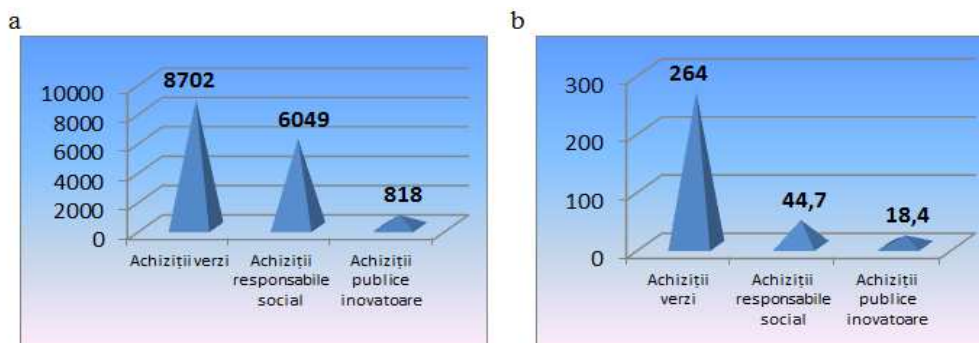 a
8702
10000
8000
6000
4000
2000
0
6049
818
Achiziții verzi
Achiziții
responsabile
social
Achiziții
publice
inovatoare
b
264
300
200
100
0
44,7
18,4
Achiziții
verzi
Achiziții
responsabile
social
Achiziții
publice
inovatoare